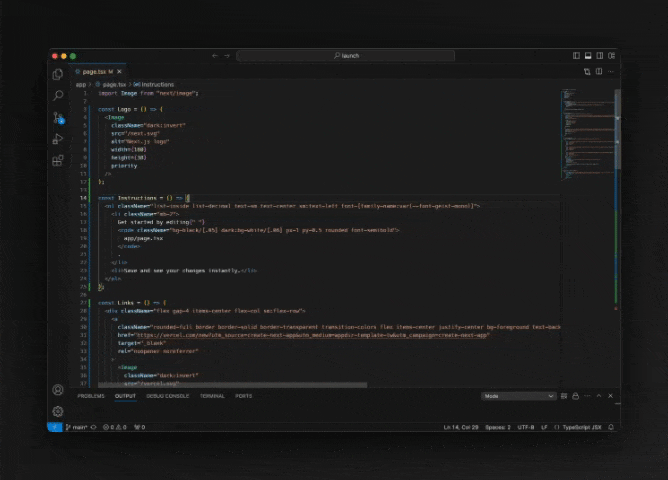 launch
page.tsx M
app > page.tsx > Instructions
1 import Image from "next/image";
2
3 const Logo = () => (
4 <Image
5 className="dark:invert"
6 src="/next.svg"
7 alt="Next.js logo"
8 width={180}
9 height={38}
10 priority
11 />
12 );
13
14 const Instructions = () => (
15 <ol className="list-inside list-decimal text-sm text-center sm:text-left font-[family-name:var(--font-geist-mono)]">
16 <li className="mb-2">
17 Get started by editing{" "}
18 <code className="bg-black/[.05] dark:bg-white/[.06] px-1 py-0.5 rounded font-semibold">
19 app/page.tsx
20 </code>
21 .
22 </li>
23 <li>Save and see your changes instantly.</li>
24 </ol>
25 );
26
27 const Links = () => (
28 <div className="flex gap-4 items-center flex-col sm:flex-row">
29 <a
30 className="rounded-full border border-solid border-transparent transition-colors flex items-center justify-center bg-foreground text-back
31 href="https://vercel.com/new?utm_source=create-next-app&utm_medium=appdir-template-tw&utm_campaign=create-next-app"
32 target="_blank"
33 rel="noopener noreferrer"
34 >
35 <Image
36 className="dark:invert"
37 src="/vercel.svg"
PROBLEMS OUTPUT DEBUG CONSOLE TERMINAL PORTS
Mode
main* 0 0 0 Ln 14, Col 29 Spaces: 2 UTF-8 LF TypeScript JSX